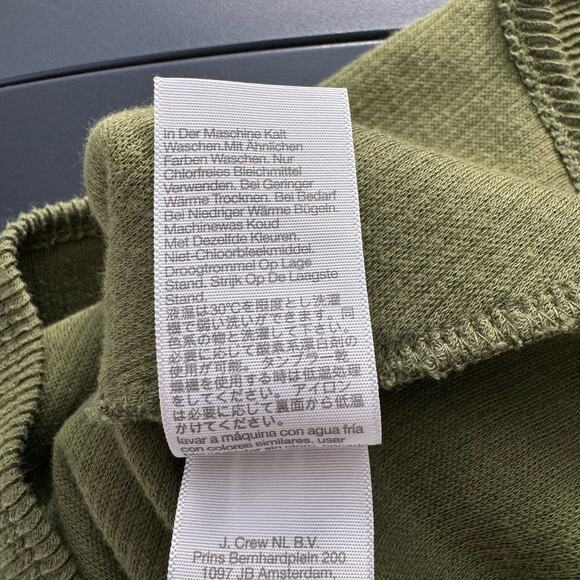 In Der Maschine Kalt
Waschen.Mit Ähnlichen
Farben Waschen. Nur
Chlorfreies Bleichmittel
Verwenden. Bei Geringer
Wärme Trocknen. Bei Bedarf
Bei Niedriger Wärme Bügeln.
Machinewas Koud
Met Dezelfde Kleuren.
Niet-Chloorbleekmiddel.
Droogtrommel Op Lage
Stand. Strijk Op De Laagste
Stand.
液温は30℃を限度とし洗濯
機で弱い洗いができます。同
色系の物と洗濯して下さい。
必要に応じて酸素系漂白剤の
使用が可能。タンブラー乾
燥機を使用する時は低温処理
をしてください。アイロン
は必要に応じて裏面から低温
かけてください。
lavar a máquina con agua fría
con colores similares. usar
J. Crew NL B.V.
Prins Bernhardplein 200
1097 JB Amsterdam,